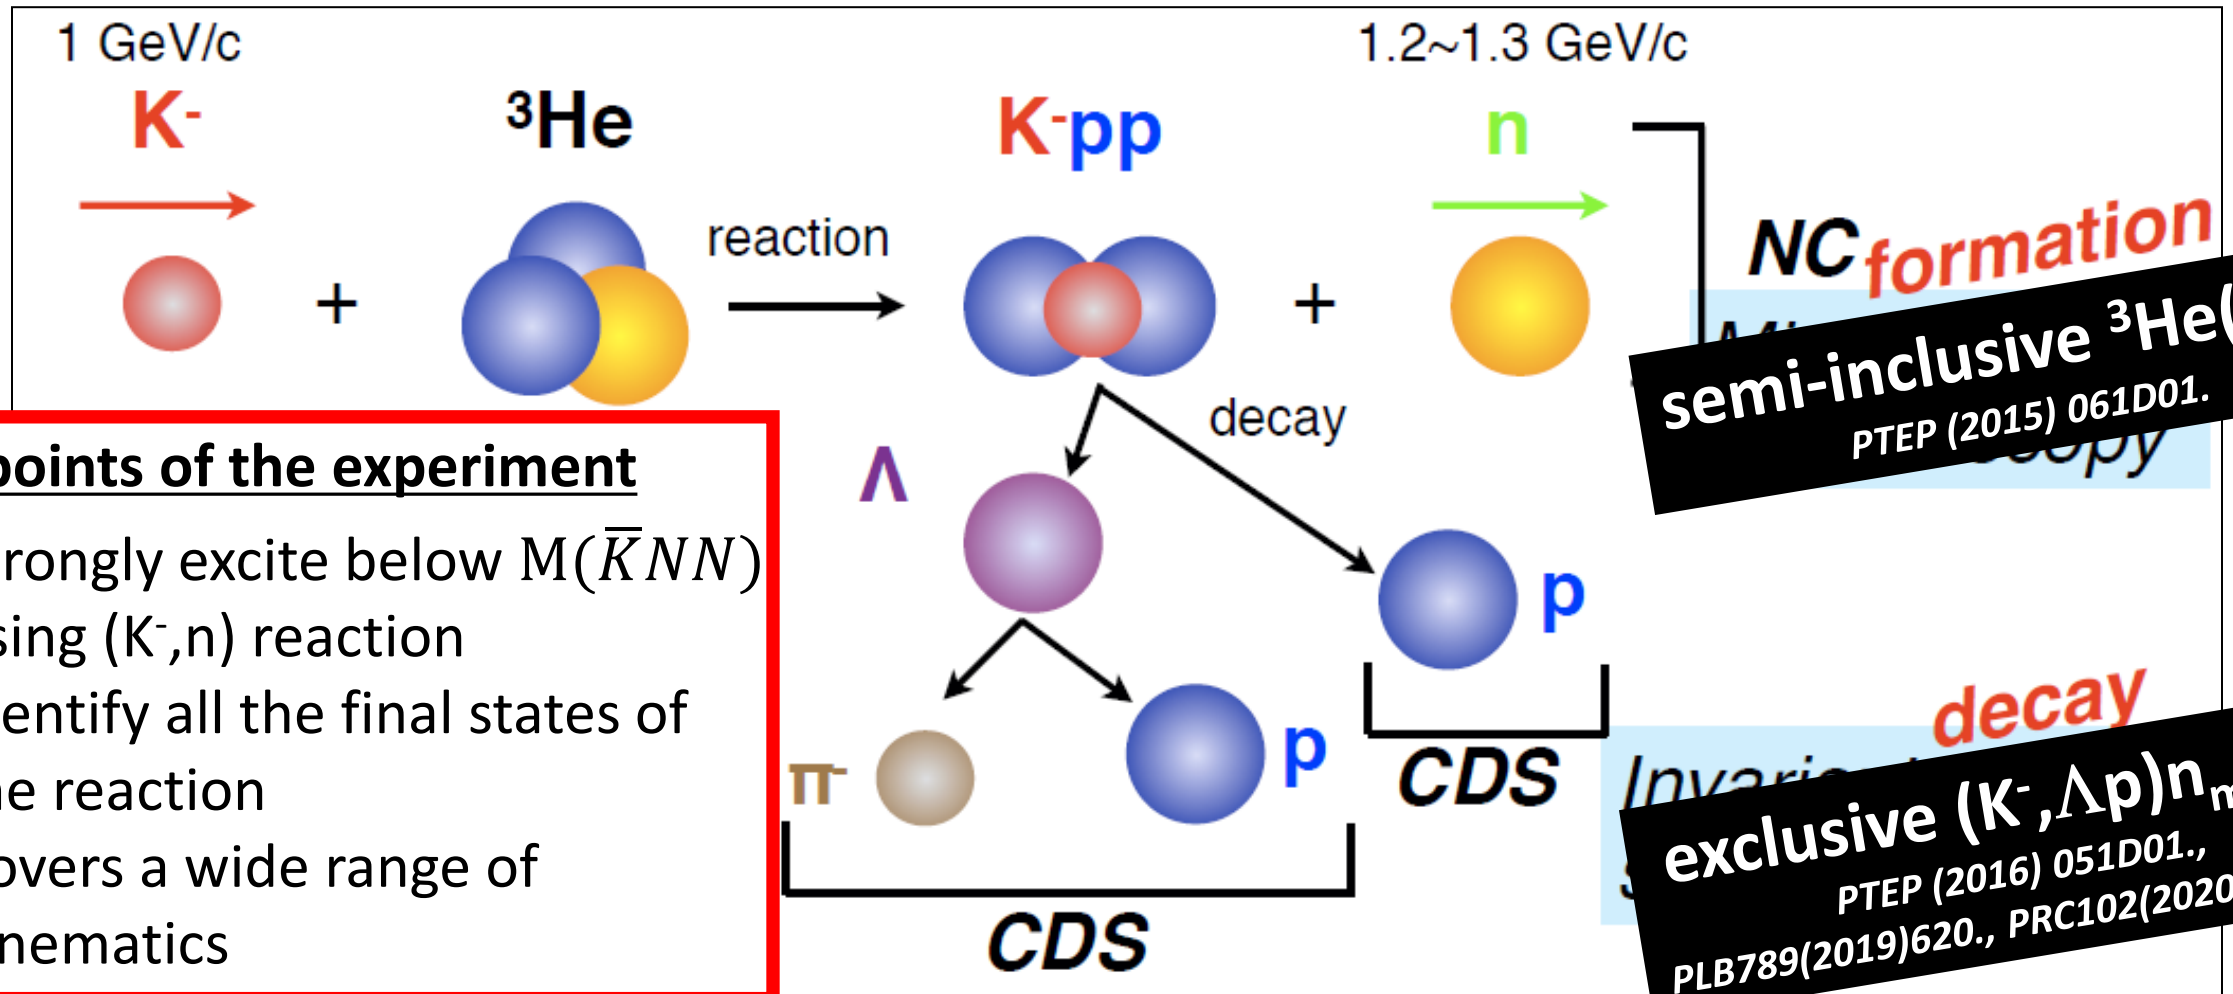 1 GeV/c
1.2~1.3 GeV/c
K⁻
³He
K⁻pp
n
+
reaction
+
NC
formation
semi-inclusive ³He(
PTEP (2015) 061D01.
decay
points of the experiment
Λ
rongly excite below M(K̅NN)
sing (K⁻,n) reaction
entify all the final states of
e reaction
overs a wide range of
nematics
p
π⁻
p
CDS
CDS
decay
exclusive (K⁻,Λp)n
PTEP (2016) 051D01.,
PLB789(2019)620., PRC102(2020